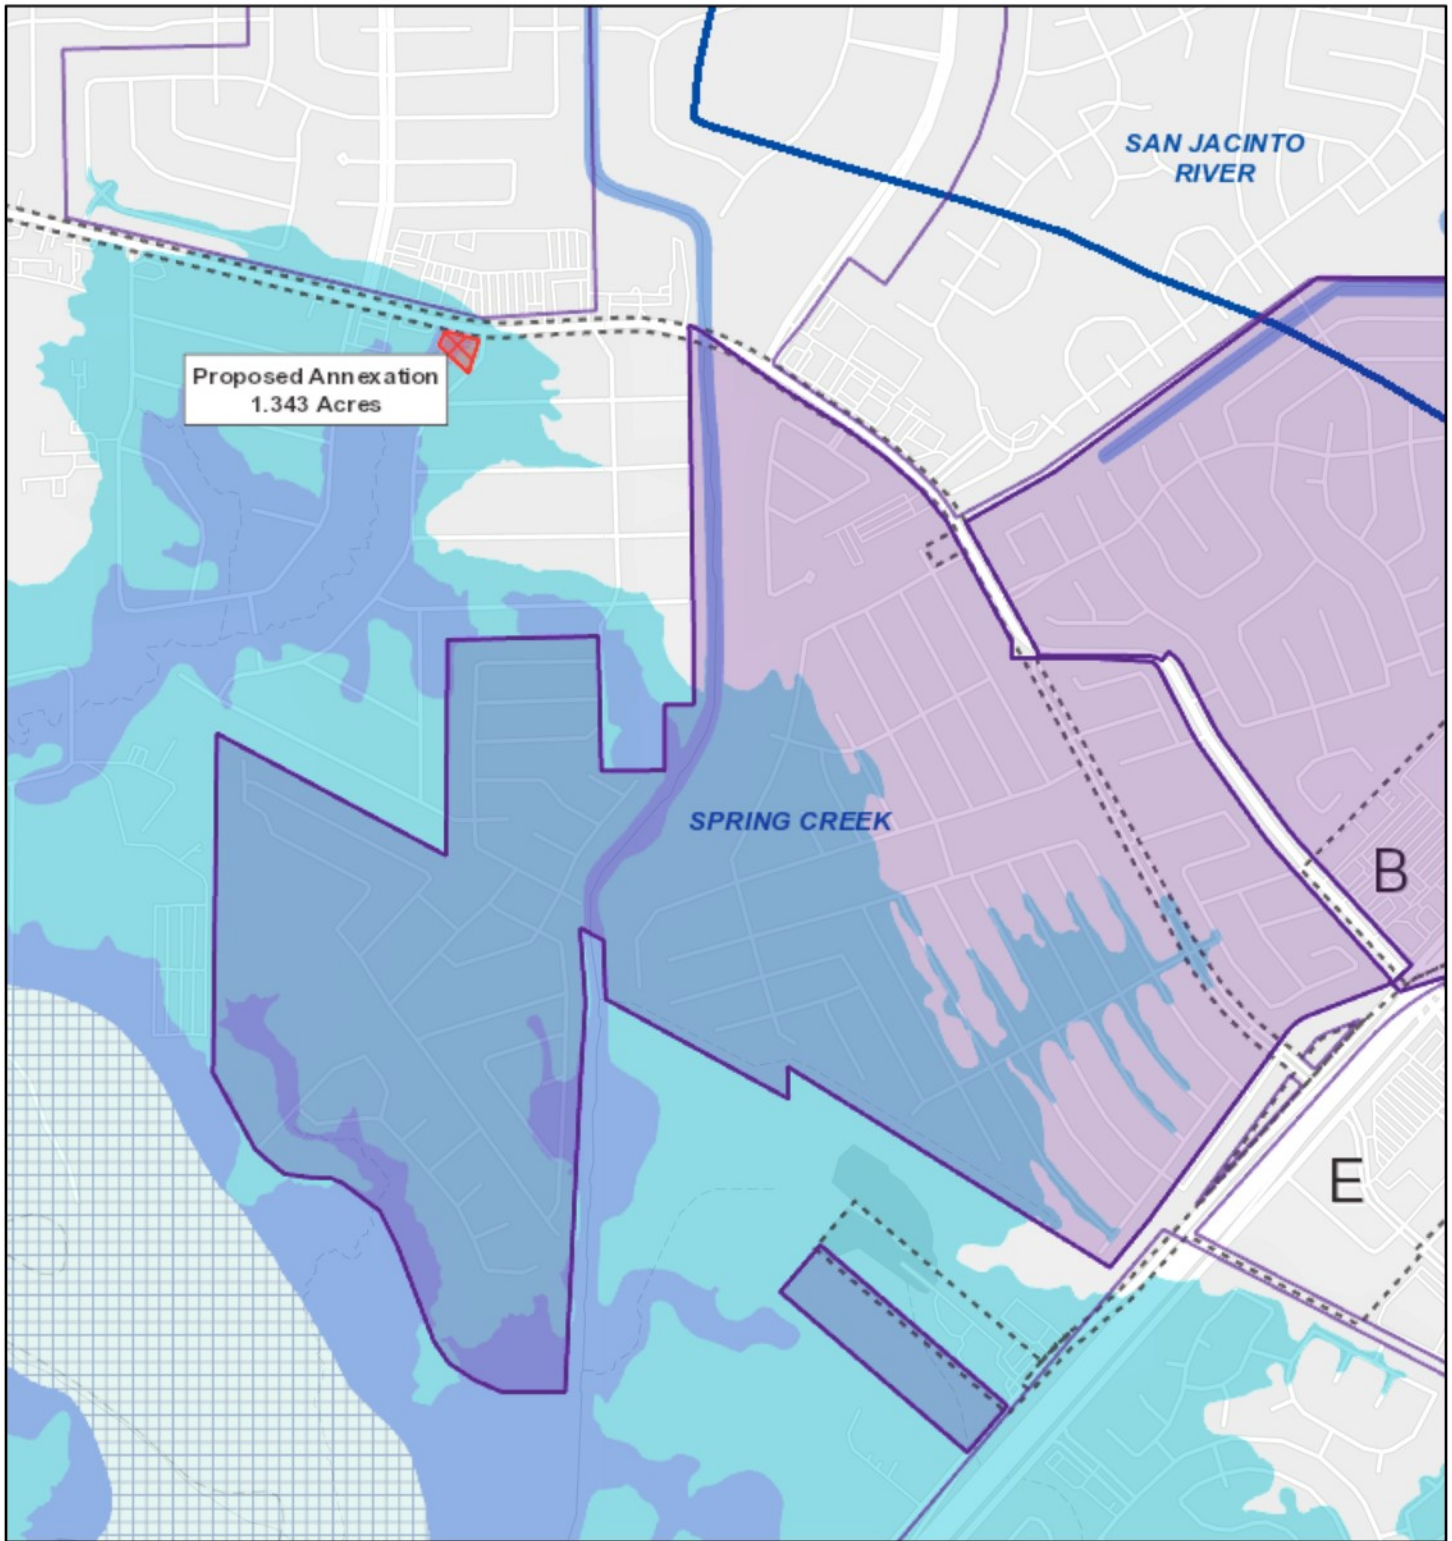 SAN JACINTO
RIVER
Proposed Annexation
1.343 Acres
SPRING CREEK
B
E